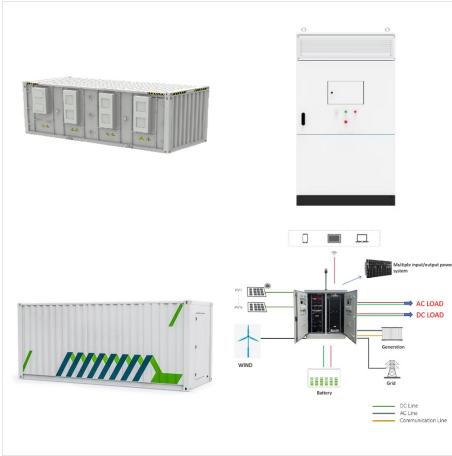 Multiple input/output power
system
PV1
PV n
AC LOAD
DC LOAD
WIND
Generation
Battery
Grid
DC Line
AC Line
Communication Line